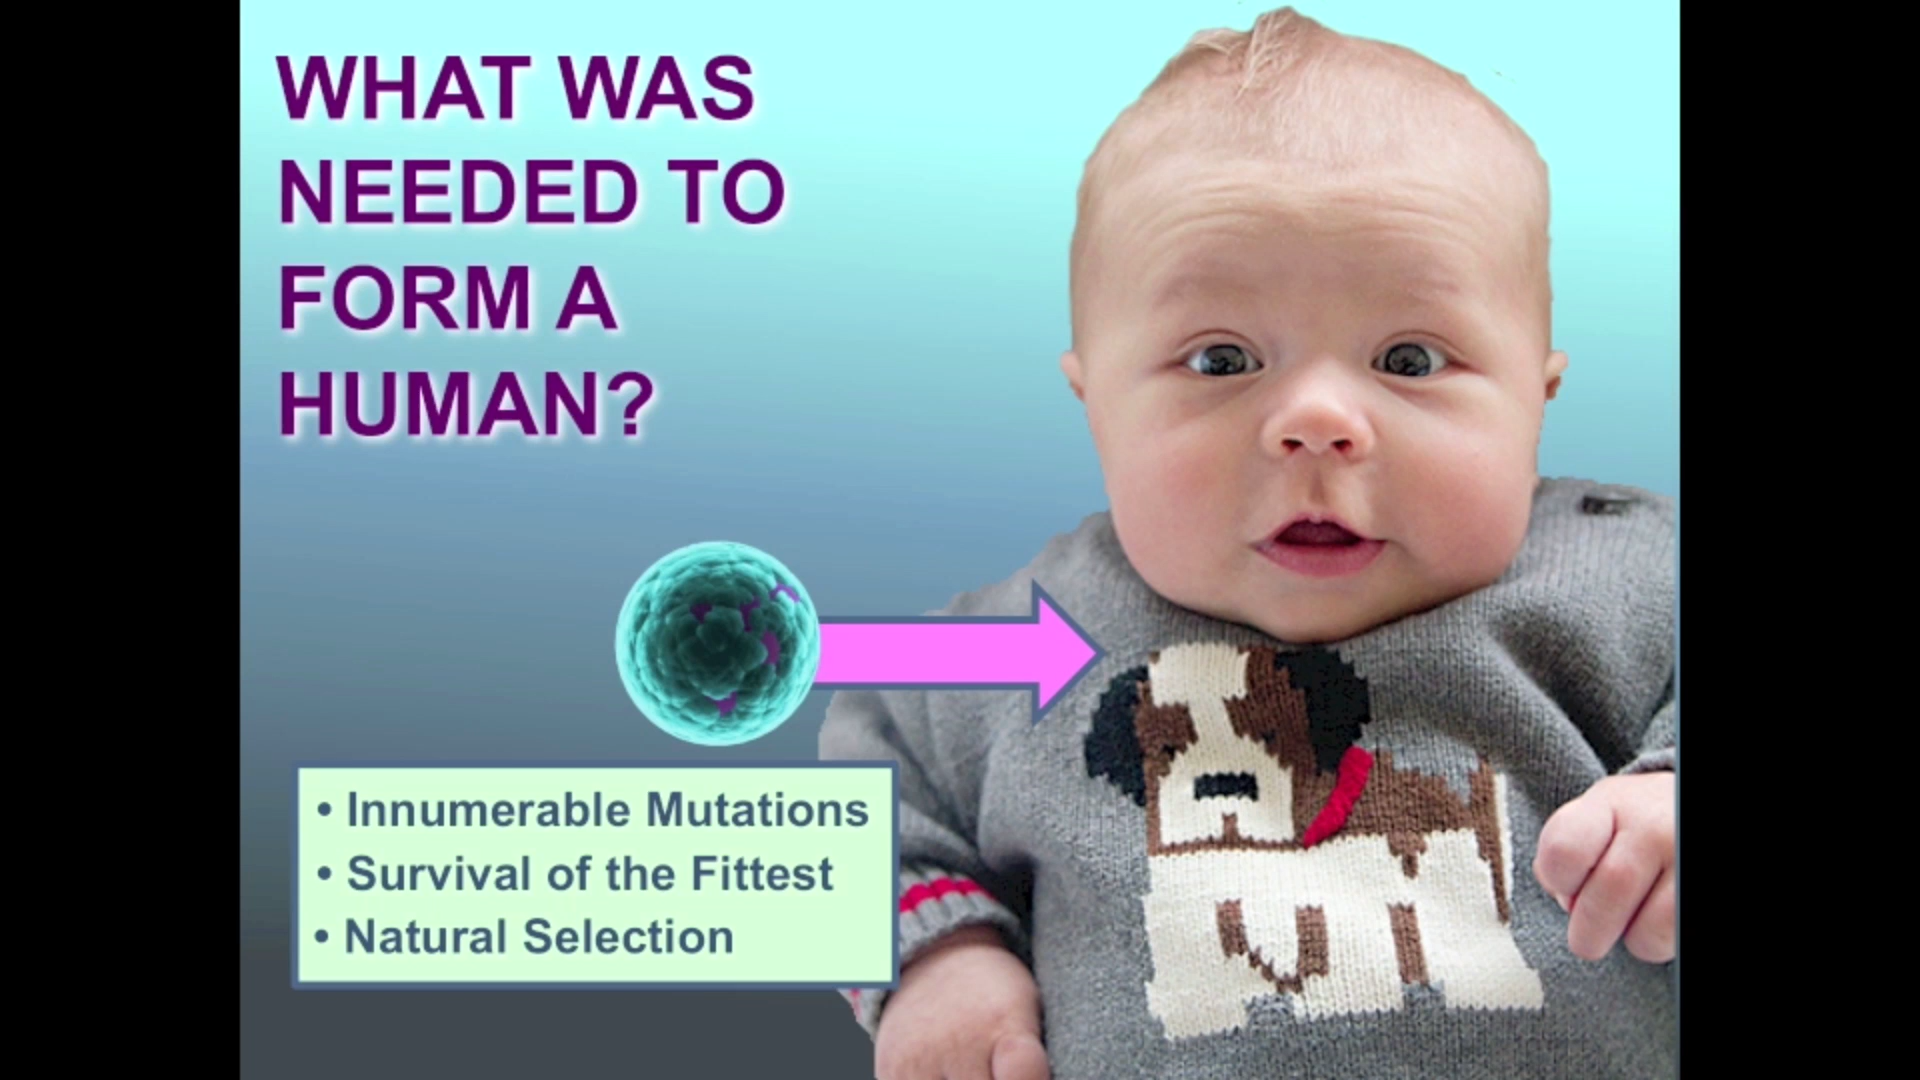 WHAT WAS
NEEDED TO
FORM A
HUMAN?
• Innumerable Mutations
• Survival of the Fittest
• Natural Selection